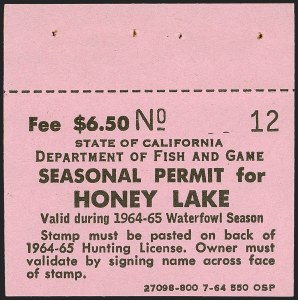 Fee $6.50 No 12
STATE OF CALIFORNIA
DEPARTMENT OF FISH AND GAME
SEASONAL PERMIT for
HONEY LAKE
Valid during 1964-65 Waterfowl Season
Stamp must be pasted on back of
1964-65 Hunting License. Owner must
validate by signing name across face
of stamp.
27098-800 7-64 550 OSP